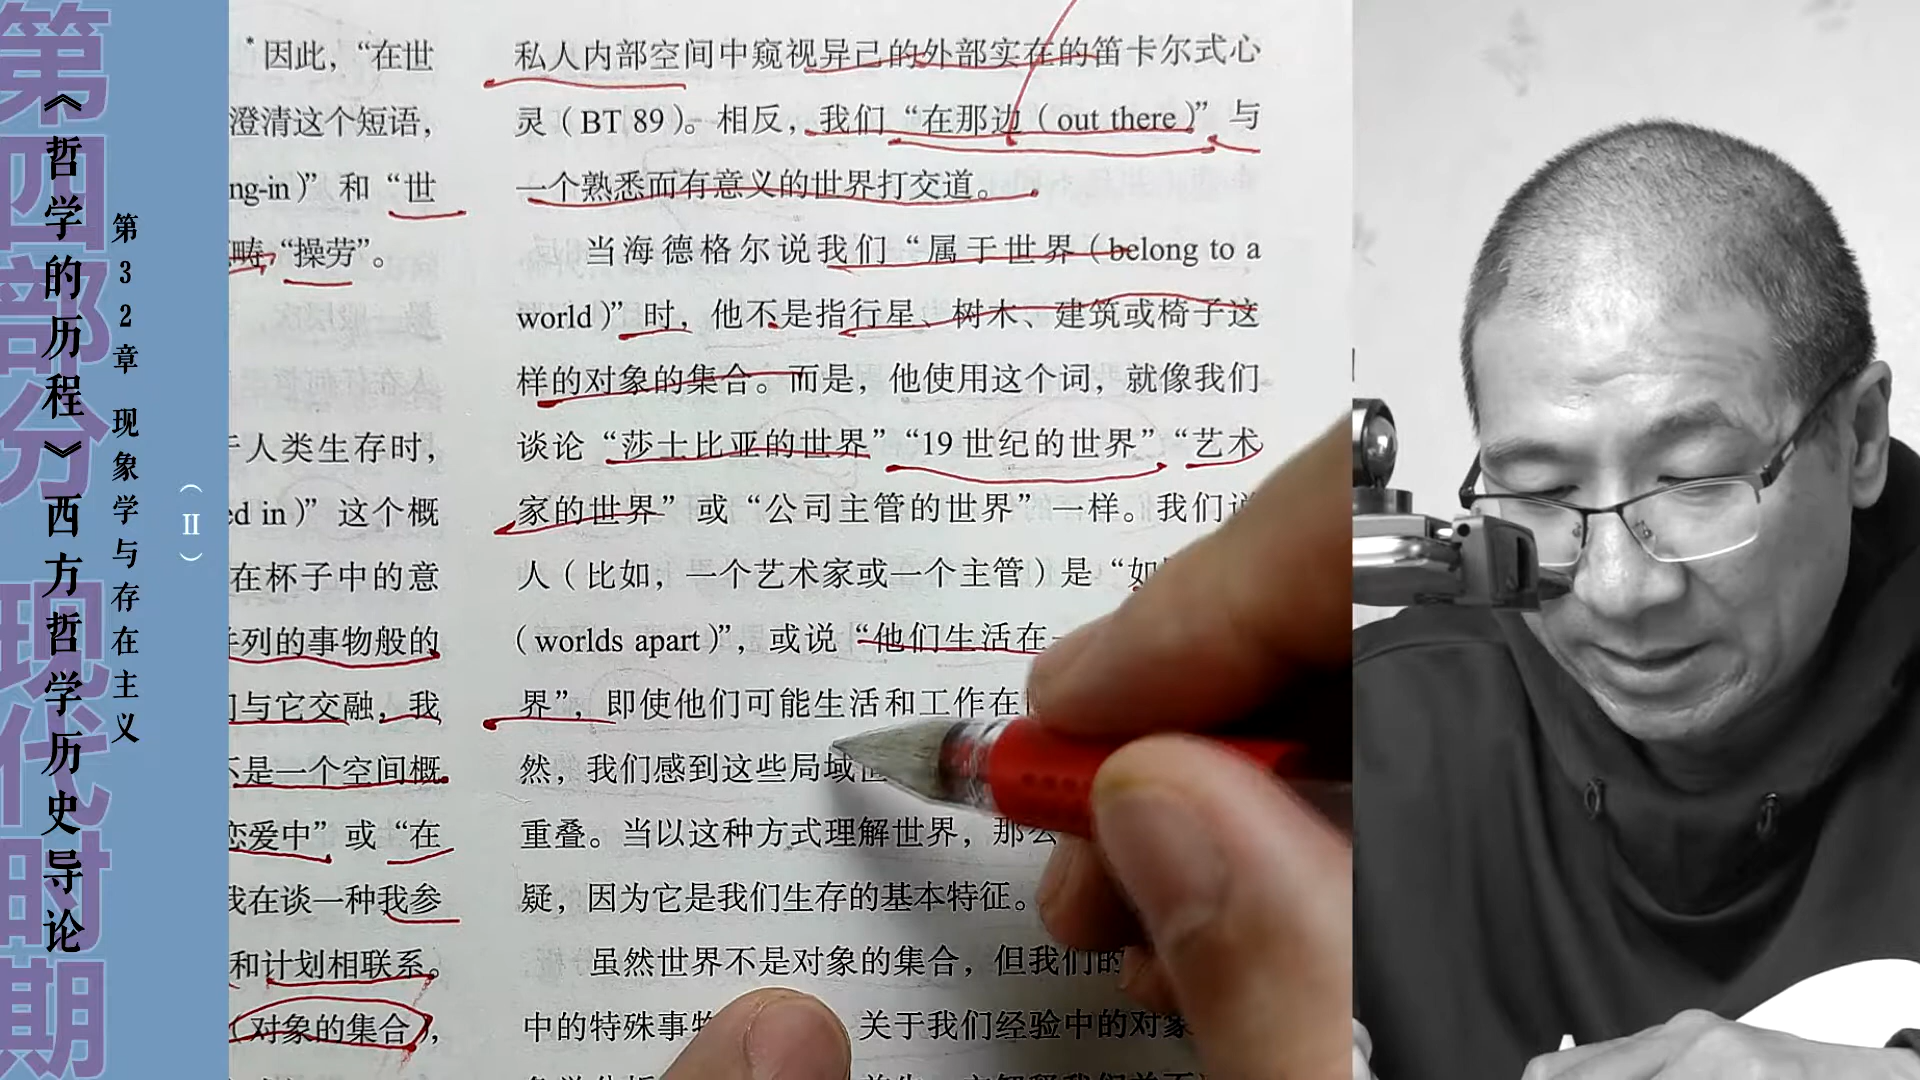 第四部分 现代时期
《哲学的历程》西方哲学历史导论
第32章 现象学与存在主义
（Ⅱ）
*因此，“在世
澄清这个短语，
ng-in）”和“世
畴，“操劳”。
人类生存时，
ed in）”这个概
在杯子中的意
并列的事物般的
与它交融，我
不是一个空间概
恋爱中”或“在
我在谈一种我参
和计划相联系。
（对象的集合），
私人内部空间中窥视异己的外部实在的笛卡尔式心
灵（BT 89）。相反，我们“在那边（out there）”与
一个熟悉而有意义的世界打交道。
当海德格尔说我们“属于世界（belong to a
world）”时，他不是指行星、树木、建筑或椅子这
样的对象的集合。而是，他使用这个词，就像我们
谈论“莎士比亚的世界”“19世纪的世界”“艺术
家的世界”或“公司主管的世界”一样。我们说
人（比如，一个艺术家或一个主管）是“如
（worlds apart）”，或说“他们生活在一
界”，即使他们可能生活和工作在
然，我们感到这些局域
重叠。当以这种方式理解世界，那么
疑，因为它是我们生存的基本特征。
虽然世界不是对象的集合，但我们的
中的特殊事物 关于我们经验中的对象